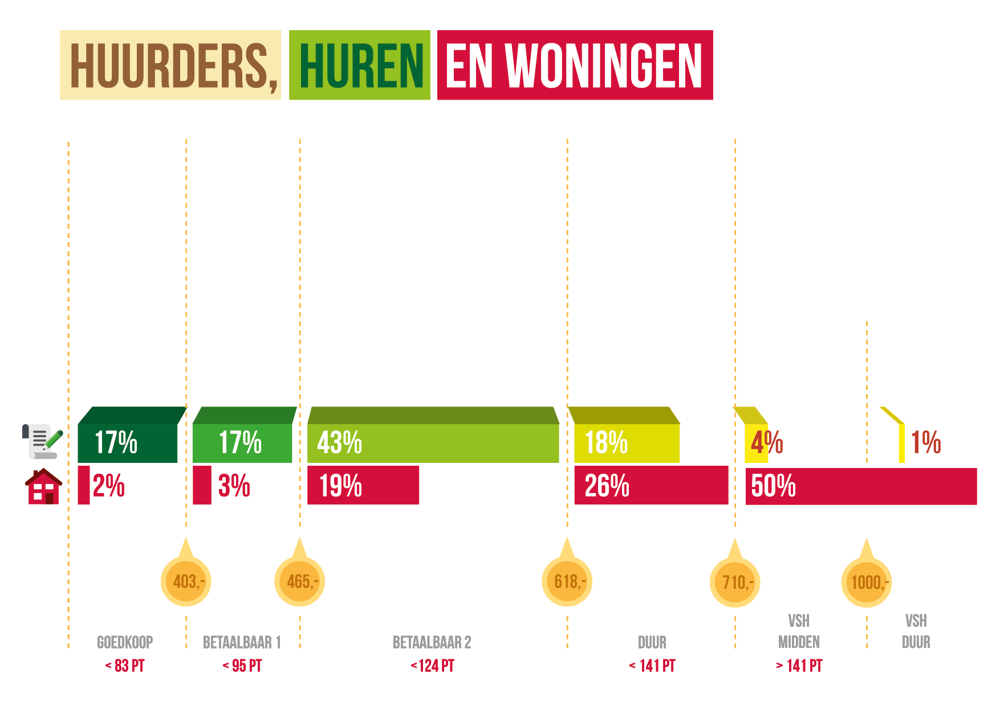 HUURDERS, HUREN EN WONINGEN
17% 17% 43% 18% 4% 1%
2% 3% 19% 26% 50%
403,- 465,- 618,- 710,- 1000,-
GOEDKOOP
< 83 PT
BETAALBAAR 1
< 95 PT
BETAALBAAR 2
<124 PT
DUUR
< 141 PT
VSH
MIDDEN
> 141 PT
VSH
DUUR